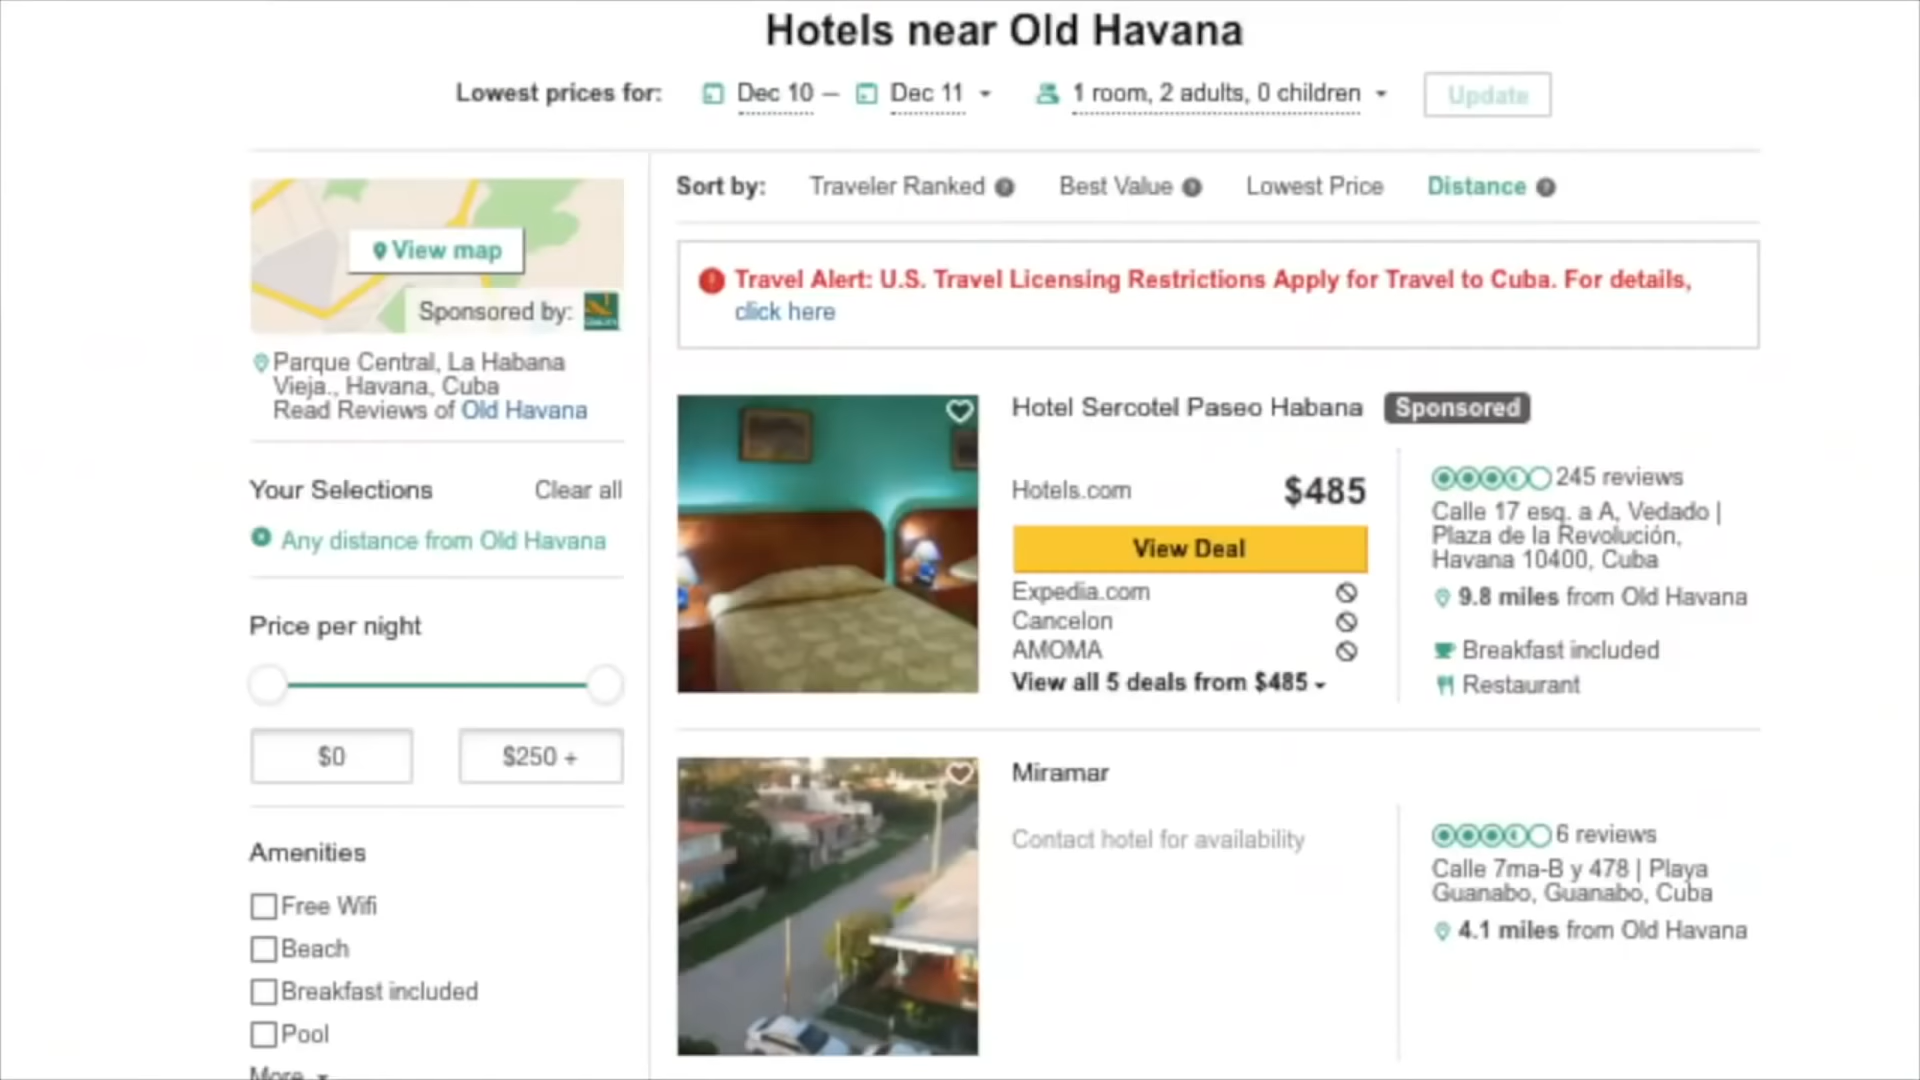 Hotels near Old Havana
Lowest prices for: Dec 10 – Dec 11 1 room, 2 adults, 0 children Update
View map
Sponsored by:
Parque Central, La Habana
Vieja., Havana, Cuba
Read Reviews of Old Havana
Your Selections Clear all
Any distance from Old Havana
Price per night
$0 $250 +
Amenities
Free Wifi
Beach
Breakfast included
Pool
More
Sort by: Traveler Ranked Best Value Lowest Price Distance
Travel Alert: U.S. Travel Licensing Restrictions Apply for Travel to Cuba. For details,
click here
Hotel Sercotel Paseo Habana Sponsored
Hotels.com $485
View Deal
Expedia.com
Cancelon
AMOMA
View all 5 deals from $485
245 reviews
Calle 17 esq. a A, Vedado |
Plaza de la Revolución,
Havana 10400, Cuba
9.8 miles from Old Havana
Breakfast included
Restaurant
Miramar
Contact hotel for availability
6 reviews
Calle 7ma-B y 478 | Playa
Guanabo, Guanabo, Cuba
4.1 miles from Old Havana